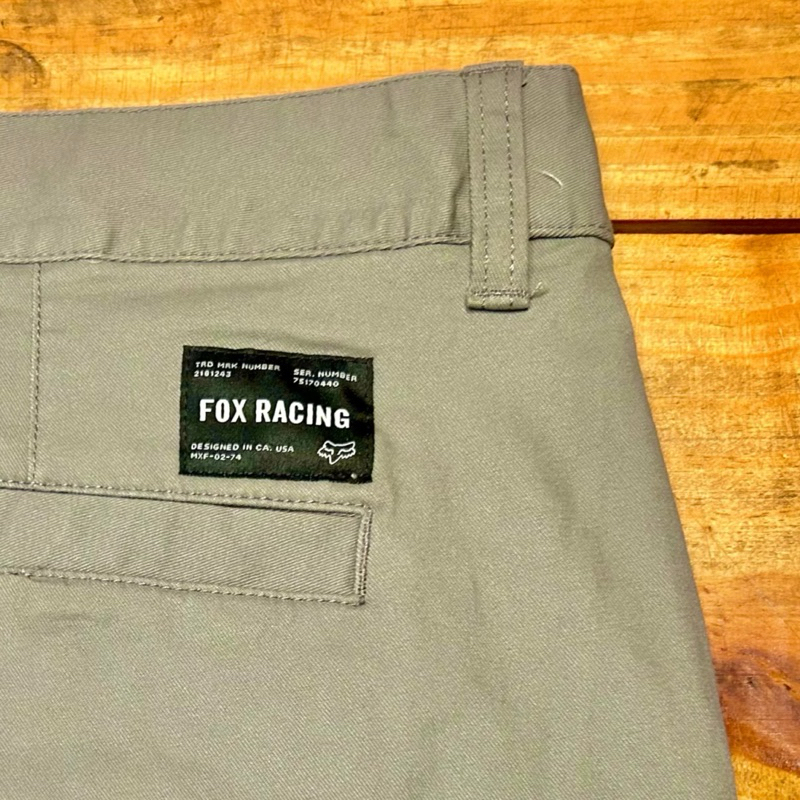 TRD MRK NUMBER SER. NUMBER
2181243 75170440
FOX RACING
DESIGNED IN CA. USA
MXF-02-74